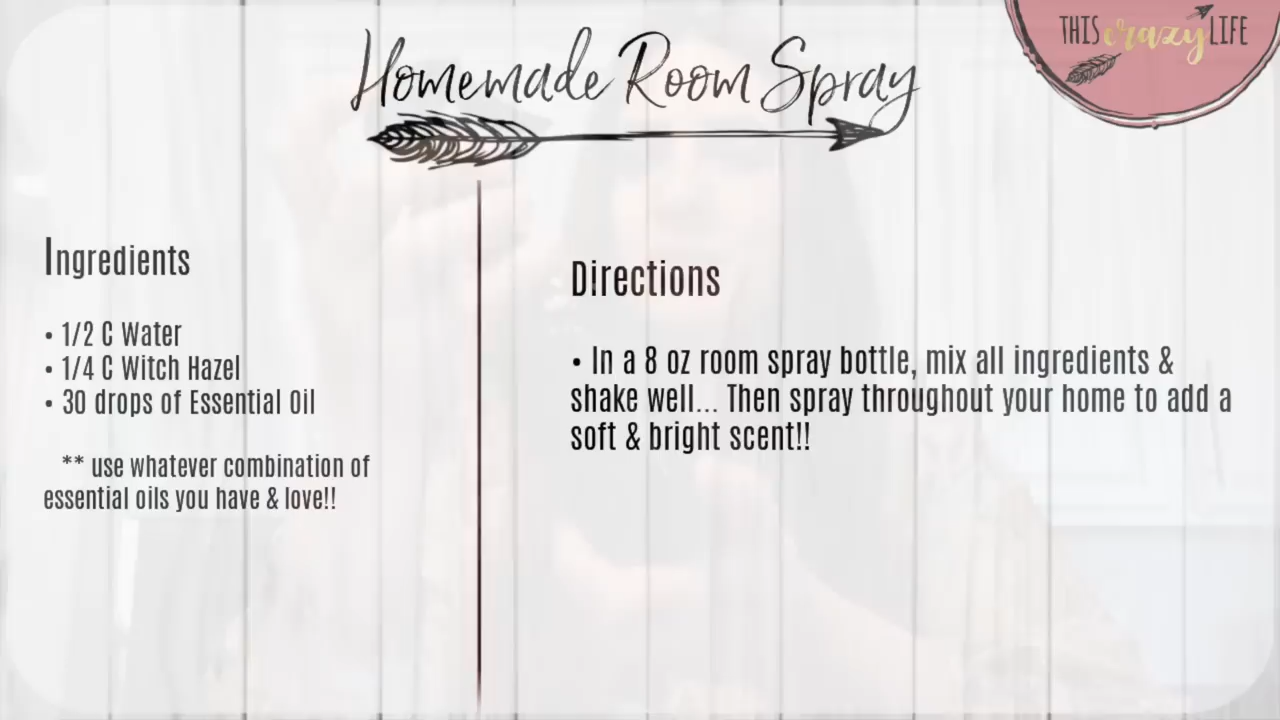 Homemade Room Spray
THIS crazy LIFE
Ingredients
• 1/2 C Water
• 1/4 C Witch Hazel
• 30 drops of Essential Oil
** use whatever combination of
essential oils you have & love!!
Directions
• In a 8 oz room spray bottle, mix all ingredients &
shake well... Then spray throughout your home to add a
soft & bright scent!!